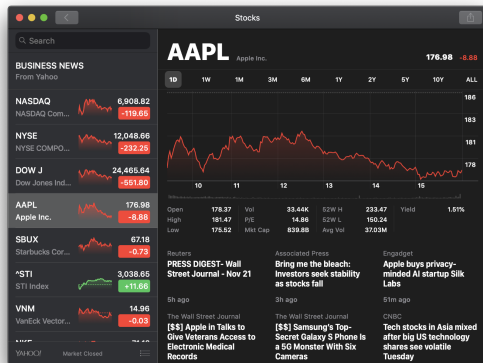 Stocks
Search
BUSINESS NEWS
From Yahoo
NASDAQ 6,908.82
NASDAQ Com... -119.65
NYSE 12,048.66
NYSE COMPO... -232.25
DOW J 24,465.64
Dow Jones Ind... -551.80
AAPL 176.98
Apple Inc. -8.88
SBUX 67.18
Starbucks Cor... -0.73
^STI 3,038.65
STI Index +11.66
VNM 14.96
VanEck Vector... -0.03
YAHOO! Market Closed
AAPL Apple Inc. 176.98 -8.88
1D 1W 1M 3M 6M 1Y 2Y 5Y 10Y ALL
186
183
181
179
176
10 11 12 13 14 15
Open 178.37 Vol 33.44K 52W H 233.47 Yield 1.51%
High 181.47 P/E 14.86 52W L 150.24
Low 175.52 Mkt Cap 839.8B Avg Vol 37.03M
Reuters
PRESS DIGEST- Wall
Street Journal - Nov 21
5h ago
Associated Press
Bring me the bleach:
Investors seek stability
as stocks fall
3h ago
Engadget
Apple buys privacy-
minded AI startup Silk
Labs
51m ago
The Wall Street Journal
[$$] Apple in Talks to
Give Veterans Access to
Electronic Medical
Records
The Wall Street Journal
[$$] Samsung's Top-
Secret Galaxy S Phone Is
a 5G Monster With Six
Cameras
CNBC
Tech stocks in Asia mixed
after big US technology
shares see volatile
Tuesday